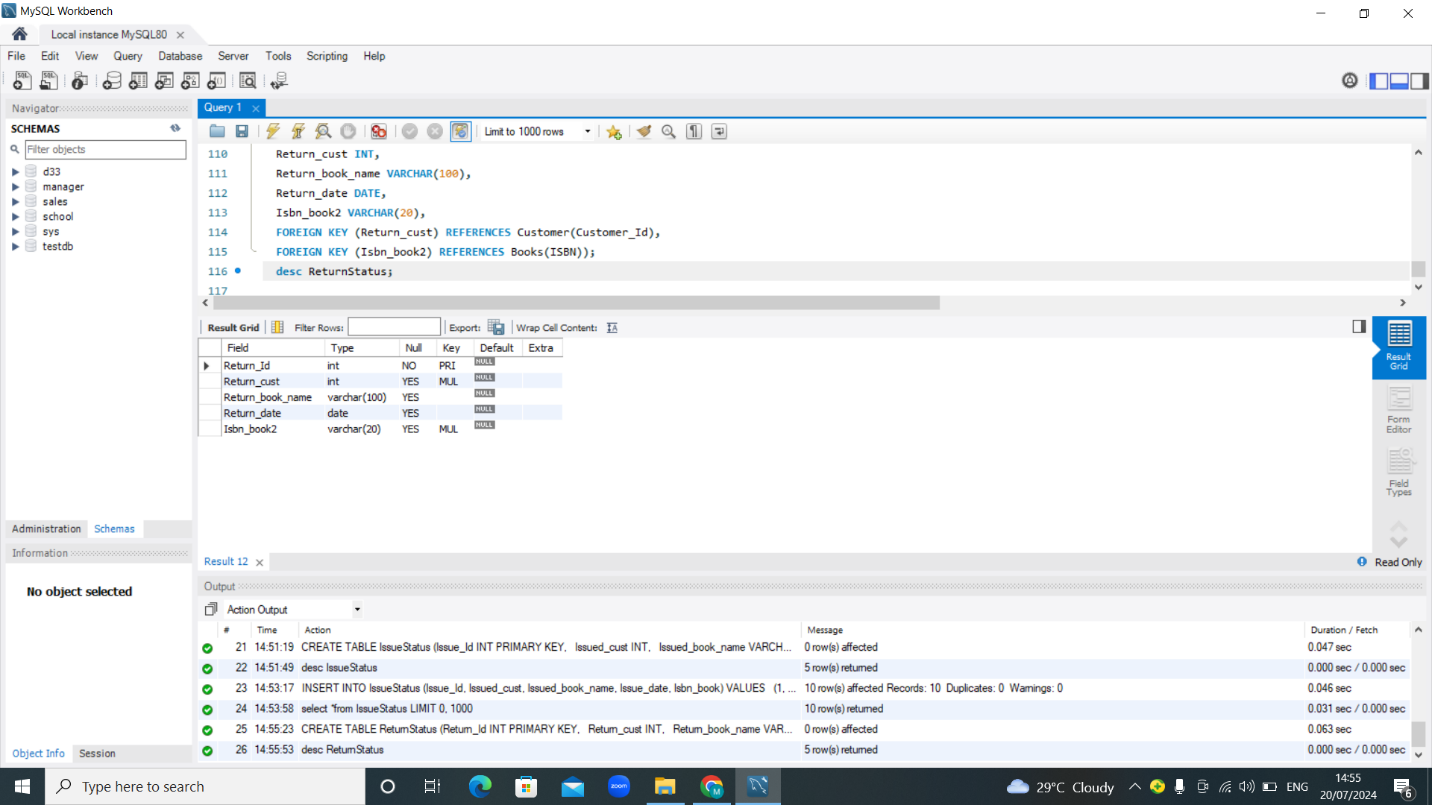 MySQL Workbench
Local instance MySQL80
File Edit View Query Database Server Tools Scripting Help
Navigator
SCHEMAS
Filter objects
d33
manager
sales
school
sys
testdb
Administration Schemas
Information
No object selected
Object Info Session
Query 1
Limit to 1000 rows
110 Return_cust INT,
111 Return_book_name VARCHAR(100),
112 Return_date DATE,
113 Isbn_book2 VARCHAR(20),
114 FOREIGN KEY (Return_cust) REFERENCES Customer(Customer_Id),
115 FOREIGN KEY (Isbn_book2) REFERENCES Books(ISBN));
116 desc ReturnStatus;
117
Result Grid Filter Rows: Export: Wrap Cell Content:
Field Type Null Key Default Extra
Return_Id int NO PRI NULL
Return_cust int YES MUL NULL
Return_book_name varchar(100) YES NULL
Return_date date YES NULL
Isbn_book2 varchar(20) YES MUL NULL
Result Grid
Form Editor
Field Types
Result 12
Read Only
Output
Action Output
# Time Action Message Duration / Fetch
21 14:51:19 CREATE TABLE IssueStatus (Issue_Id INT PRIMARY KEY, Issued_cust INT, Issued_book_name VARCH... 0 row(s) affected 0.047 sec
22 14:51:49 desc IssueStatus 5 row(s) returned 0.000 sec / 0.000 sec
23 14:53:17 INSERT INTO IssueStatus (Issue_Id, Issued_cust, Issued_book_name, Issue_date, Isbn_book) VALUES (1, ... 10 row(s) affected Records: 10 Duplicates: 0 Warnings: 0 0.046 sec
24 14:53:58 select *from IssueStatus LIMIT 0, 1000 10 row(s) returned 0.031 sec / 0.000 sec
25 14:55:23 CREATE TABLE ReturnStatus (Return_Id INT PRIMARY KEY, Return_cust INT, Return_book_name VAR... 0 row(s) affected 0.063 sec
26 14:55:53 desc ReturnStatus 5 row(s) returned 0.000 sec / 0.000 sec
Type here to search
zoom
29°C Cloudy
ENG
14:55
20/07/2024
6